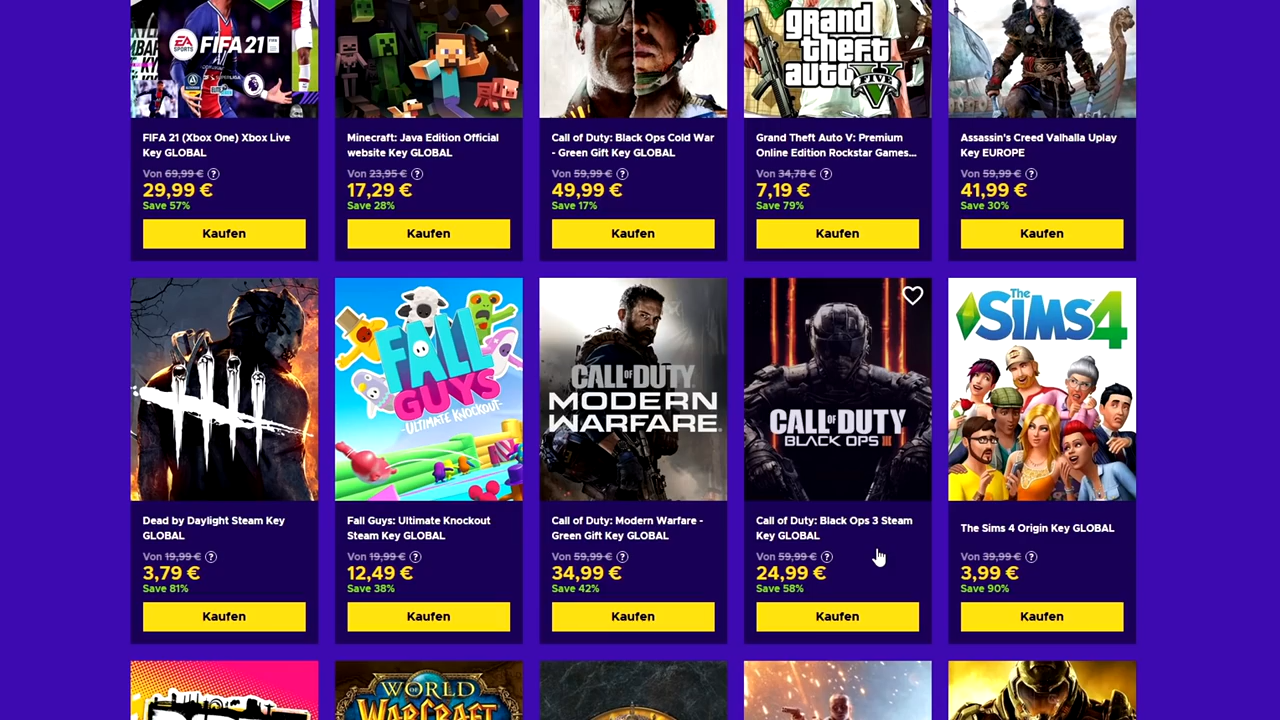 EA SPORTS FIFA 21
grand
theft
auto
FIVE
FIFA 21 (Xbox One) Xbox Live
Key GLOBAL
Von 69,99 € ?
29,99 €
Save 57%
Kaufen
Minecraft: Java Edition Official
website Key GLOBAL
Von 23,95 € ?
17,29 €
Save 28%
Kaufen
Call of Duty: Black Ops Cold War
- Green Gift Key GLOBAL
Von 59,99 € ?
49,99 €
Save 17%
Kaufen
Grand Theft Auto V: Premium
Online Edition Rockstar Games...
Von 34,78 € ?
7,19 €
Save 79%
Kaufen
Assassin's Creed Valhalla Uplay
Key EUROPE
Von 59,99 € ?
41,99 €
Save 30%
Kaufen
FALL
GUYS
-ULTIMATE KNOCKOUT-
CALL OF DUTY
MODERN
WARFARE.
CALL OF DUTY
BLACK OPS III
The
SiMS 4
Dead by Daylight Steam Key
GLOBAL
Von 19,99 € ?
3,79 €
Save 81%
Kaufen
Fall Guys: Ultimate Knockout
Steam Key GLOBAL
Von 19,99 € ?
12,49 €
Save 38%
Kaufen
Call of Duty: Modern Warfare -
Green Gift Key GLOBAL
Von 59,99 € ?
34,99 €
Save 42%
Kaufen
Call of Duty: Black Ops 3 Steam
Key GLOBAL
Von 59,99 € ?
24,99 €
Save 58%
Kaufen
The Sims 4 Origin Key GLOBAL
Von 39,99 € ?
3,99 €
Save 90%
Kaufen
WORLD
OF
WARCRAFT